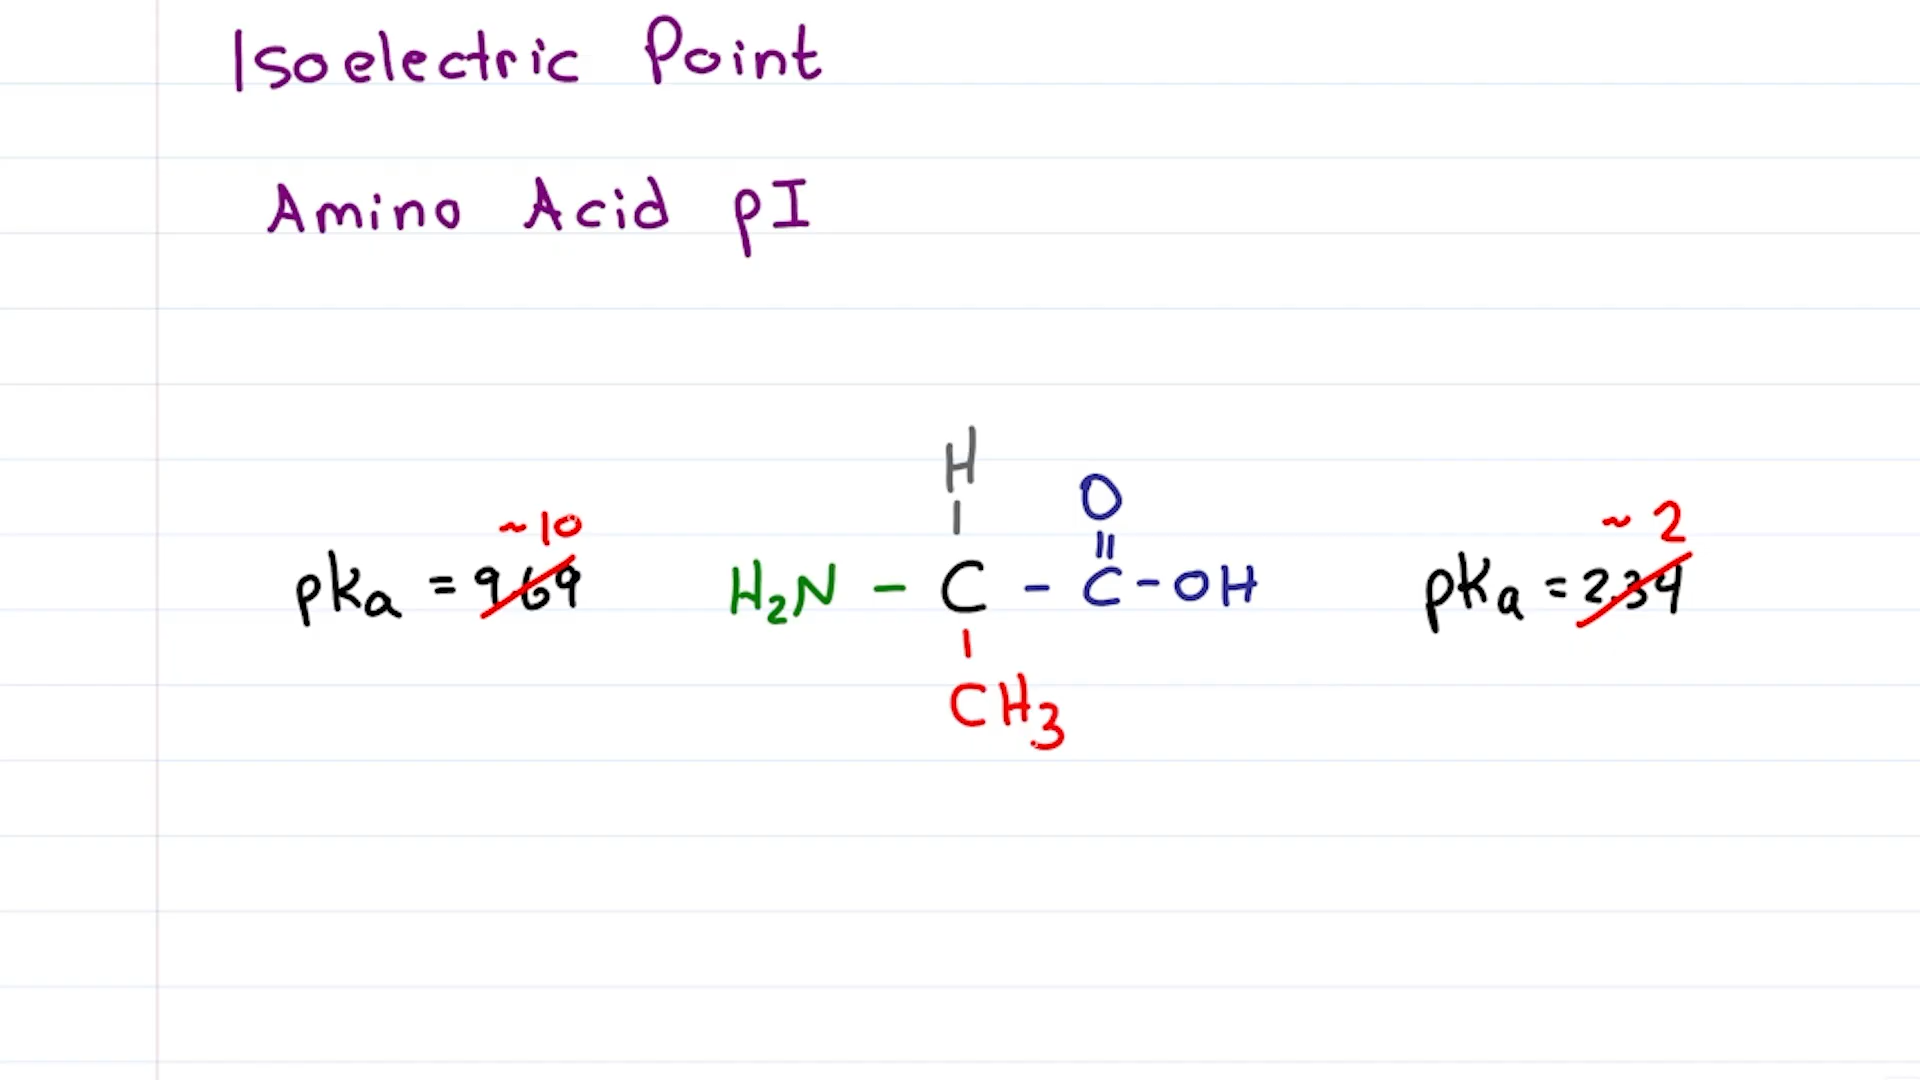 Isoelectric Point
Amino Acid pI
H
O
~10
~2
pKa = 9.69
H2N - C - C - OH
pKa = 2.34
CH3